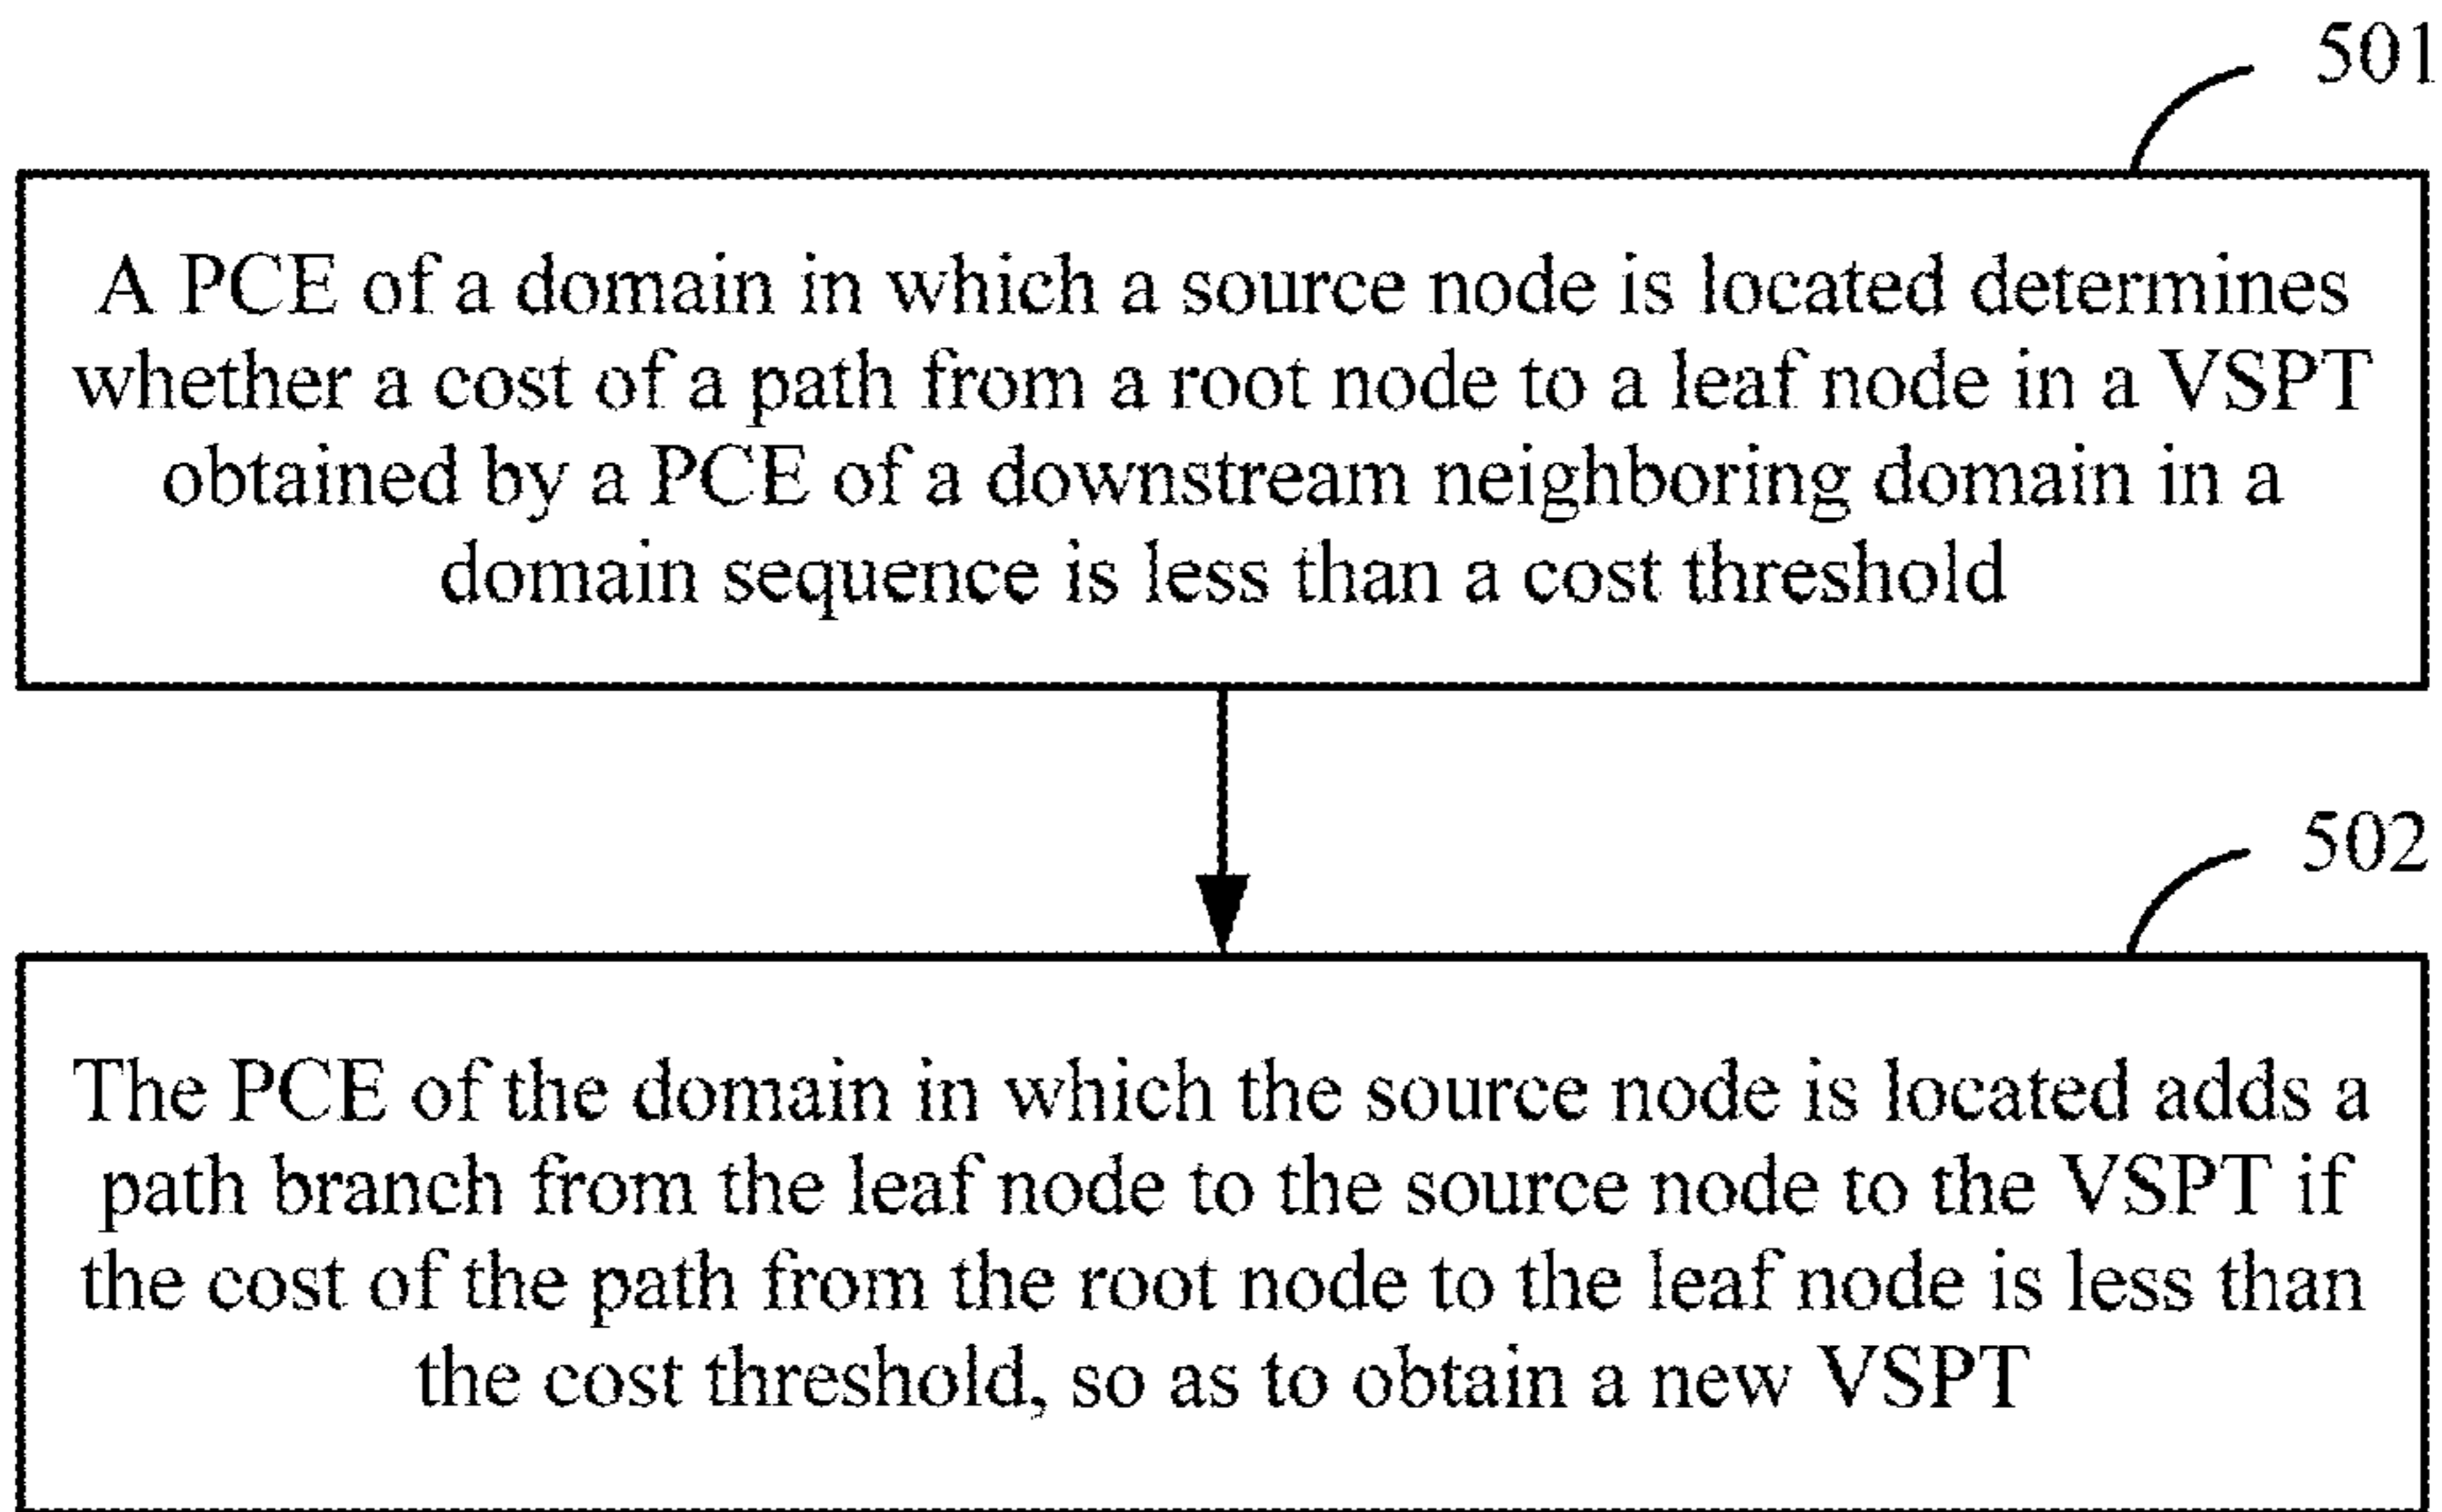 501
A PCE of a domain in which a source node is located determines
whether a cost of a path from a root node to a leaf node in a VSPT
obtained by a PCE of a downstream neighboring domain in a
domain sequence is less than a cost threshold
502
The PCE of the domain in which the source node is located adds a
path branch from the leaf node to the source node to the VSPT if
the cost of the path from the root node to the leaf node is less than
the cost threshold, so as to obtain a new VSPT